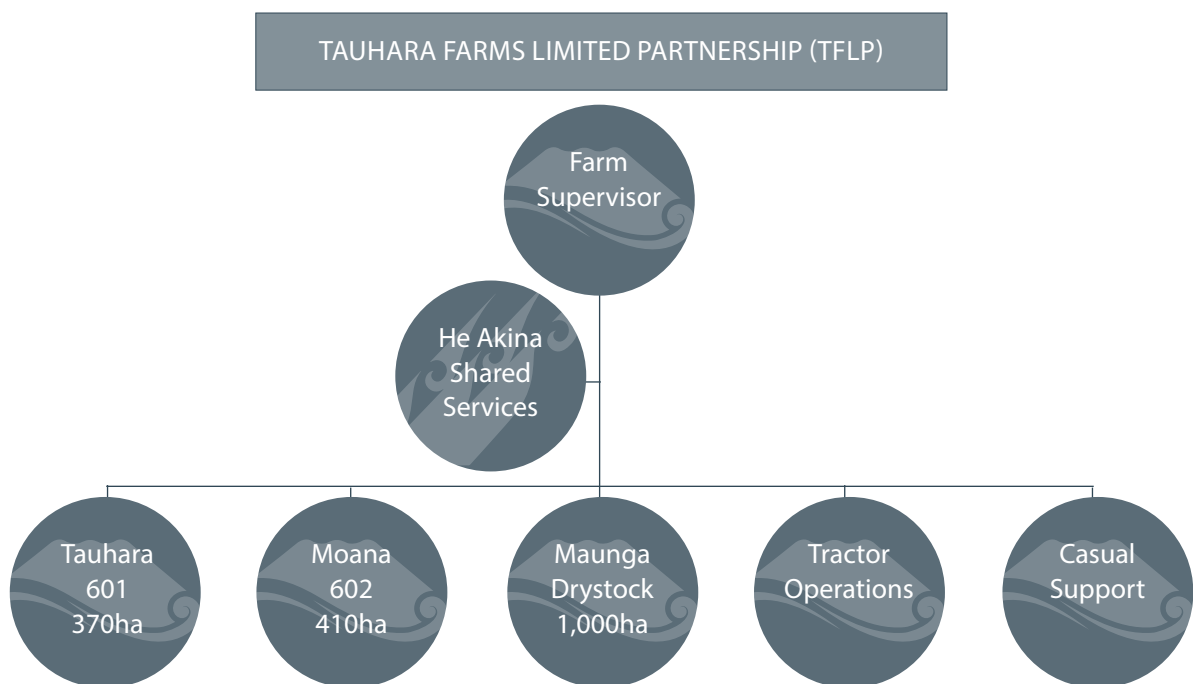 TAUHARA FARMS LIMITED PARTNERSHIP (TFLP)
Farm
Supervisor
He Akina
Shared
Services
Tauhara
601
370ha
Moana
602
410ha
Maunga
Drystock
1,000ha
Tractor
Operations
Casual
Support